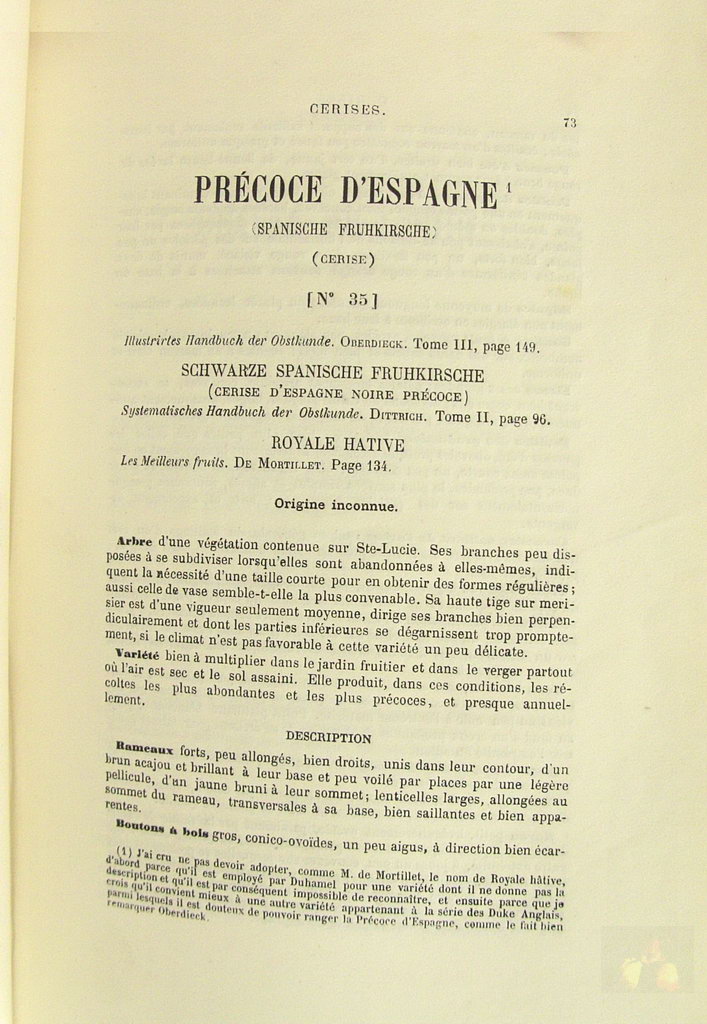 CERISES.
73
PRÉCOCE D'ESPAGNE 1
(SPANISCHE FRUHKIRSCHE)
(CERISE)
[N° 35]
Illustrirtes Handbuch der Obstkunde. OBERDIECK. Tome III, page 149.
SCHWARZE SPANISCHE FRUHKIRSCHE
(CERISE D'ESPAGNE NOIRE PRÉCOCE)
Systematisches Handbuch der Obstkunde. DITTRICH. Tome II, page 96.
ROYALE HATIVE
Les Meilleurs fruits. DE MORTILLET. Page 134.
Origine inconnue.
Arbre d'une végétation contenue sur Ste-Lucie. Ses branches peu dis-
posées à se subdiviser lorsqu'elles sont abandonnées à elles-mêmes, indi-
quent la nécessité d'une taille courte pour en obtenir des formes régulières ;
aussi celle de vase semble-t-elle la plus convenable. Sa haute tige sur meri-
sier est d'une vigueur seulement moyenne, dirige ses branches bien perpen-
diculairement et dont les parties inférieures se dégarnissent trop prompte-
ment, si le climat n'est pas favorable à cette variété un peu délicate.
Variété bien à multiplier dans le jardin fruitier et dans le verger partout
où l'air est sec et le sol assaini. Elle produit, dans ces conditions, les ré-
coltes les plus abondantes et les plus précoces, et presque annuel-
lement.
DESCRIPTION
Rameaux forts, peu allongés, bien droits, unis dans leur contour, d'un
brun acajou et brillant à leur base et peu voilé par places par une légère
pellicule, d'un jaune bruni à leur sommet; lenticelles larges, allongées au
sommet du rameau, transversales à sa base, bien saillantes et bien appa-
rentes.
Boutons à bois gros, conico-ovoïdes, un peu aigus, à direction bien écar-
(1) J'ai cru ne pas devoir adopter, comme M. de Mortillet, le nom de Royale hâtive,
d'abord parce qu'il est employé par Duhamel pour une variété dont il ne donne pas la
description et qu'il est par conséquent impossible de reconnaître, et ensuite parce que je
crois qu'il convient mieux à une autre variété appartenant à la série des Duke Anglais,
parmi lesquels il est douteux de pouvoir ranger la Précoce d'Espagne, comme le fait bien
remarquer Oberdieck.